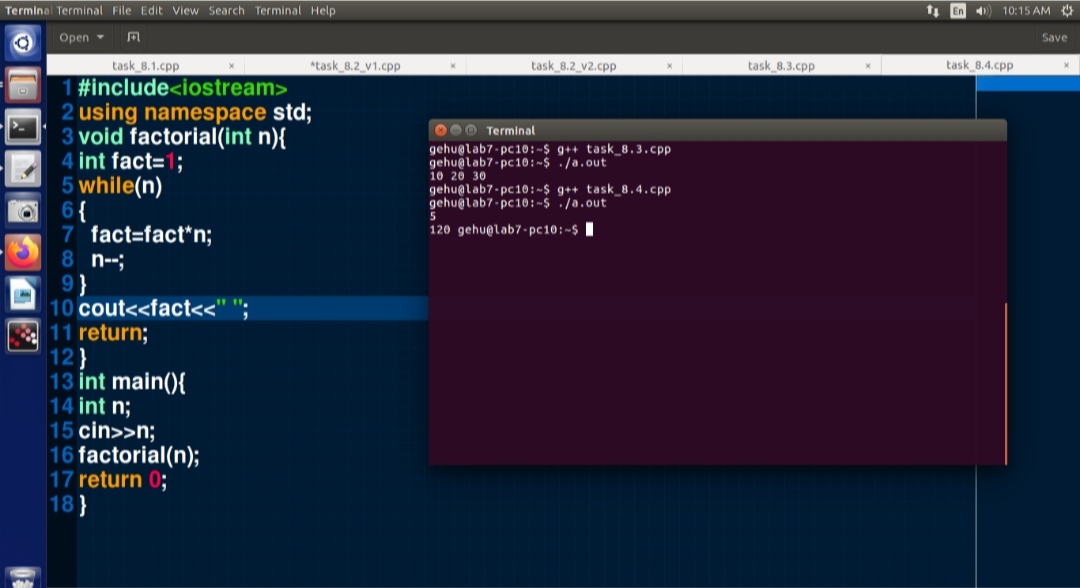 Terminal Terminal File Edit View Search Terminal Help En 10:15 AM
Open Save
task_8.1.cpp × *task_8.2_v1.cpp × task_8.2_v2.cpp × task_8.3.cpp × task_8.4.cpp ×
1 #include<iostream>
2 using namespace std;
3 void factorial(int n){
4 int fact=1;
5 while(n)
6 {
7 fact=fact*n;
8 n--;
9 }
10 cout<<fact<<" ";
11 return;
12 }
13 int main(){
14 int n;
15 cin>>n;
16 factorial(n);
17 return 0;
18 }
Terminal
gehu@lab7-pc10:~$ g++ task_8.3.cpp
gehu@lab7-pc10:~$ ./a.out
10 20 30
gehu@lab7-pc10:~$ g++ task_8.4.cpp
gehu@lab7-pc10:~$ ./a.out
5
120 gehu@lab7-pc10:~$